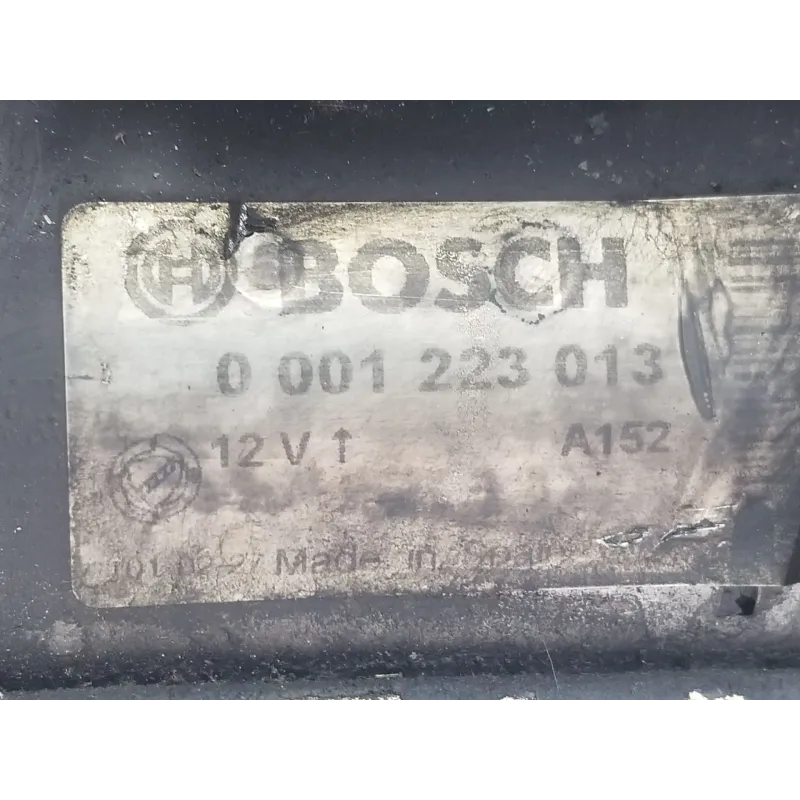 BOSCH
0 001 223 013
12 V ↑ A152
Made in Spain